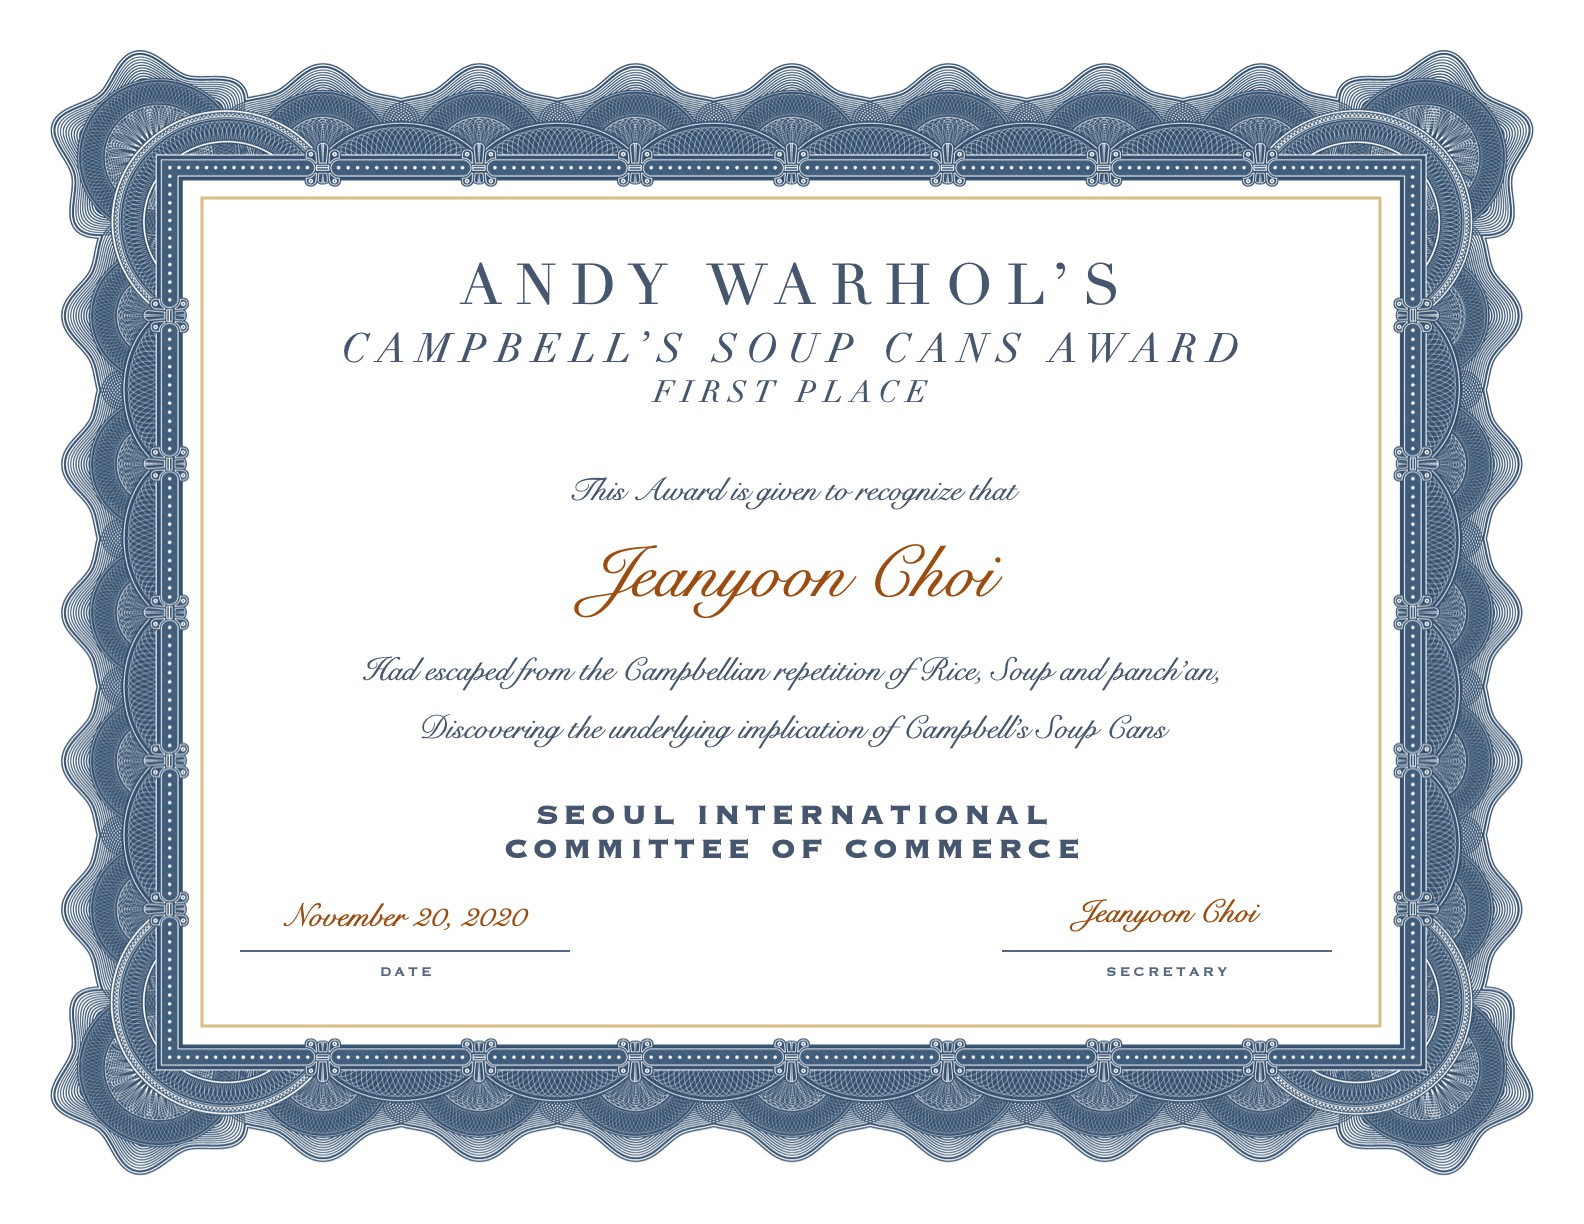 ANDY WARHOL’S
CAMPBELL’S SOUP CANS AWARD
FIRST PLACE
This Award is given to recognize that
Jeanyoon Choi
Had escaped from the Campbellian repetition of Rice, Soup and panch’an,
Discovering the underlying implication of Campbell’s Soup Cans
SEOUL INTERNATIONAL
COMMITTEE OF COMMERCE
November 20, 2020
DATE
Jeanyoon Choi
SECRETARY